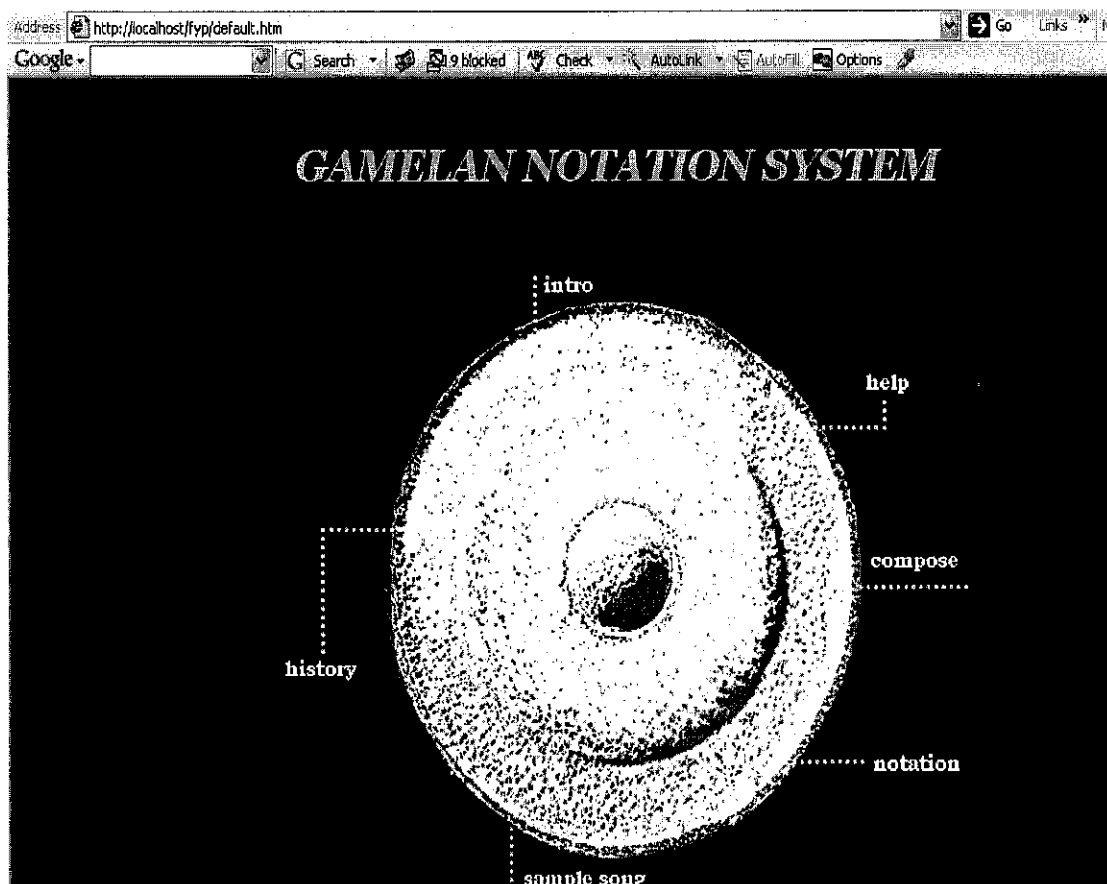 Address http://localhost/fyp/default.htm Go Links »
Google Search 19 blocked Check AutoLink AutoFill Options
GAMELAN NOTATION SYSTEM
intro
help
compose
history
notation
sample song